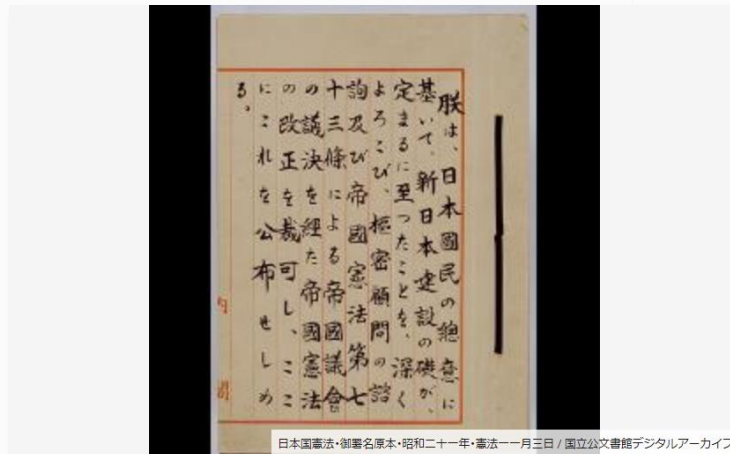 朕は、日本國民の總意に
基いて、新日本建設の礎が、
定まるに至つたことを、深く
よろこび、樞密顧問の諮
詢及び帝國憲法第七
十三條による帝國議會
の議決を経た帝國憲法
の改正を裁可し、ここ
にこれを公布せしめ
る。
内閣
日本国憲法・御署名原本・昭和二十一年・憲法一一月三日 / 国立公文書館デジタルアーカイブ